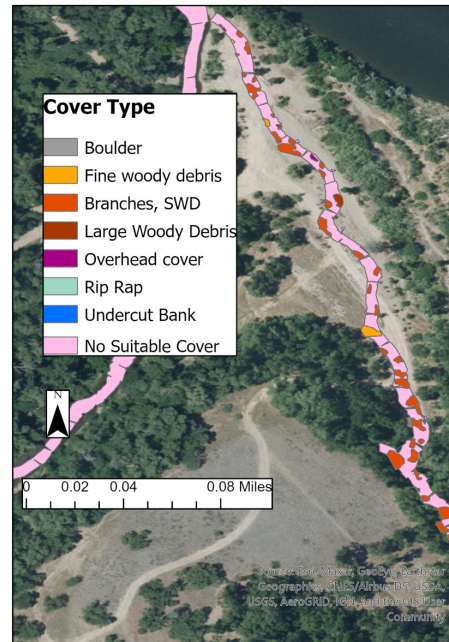 Cover Type
Boulder
Fine woody debris
Branches, SWD
Large Woody Debris
Overhead cover
Rip Rap
Undercut Bank
No Suitable Cover
N
0 0.02 0.04 0.08 Miles
Source: Esri, Maxar, GeoEye, Earthstar
Geographics, CNES/Airbus DS, USDA,
USGS, AeroGRID, IGN, and the GIS User
Community